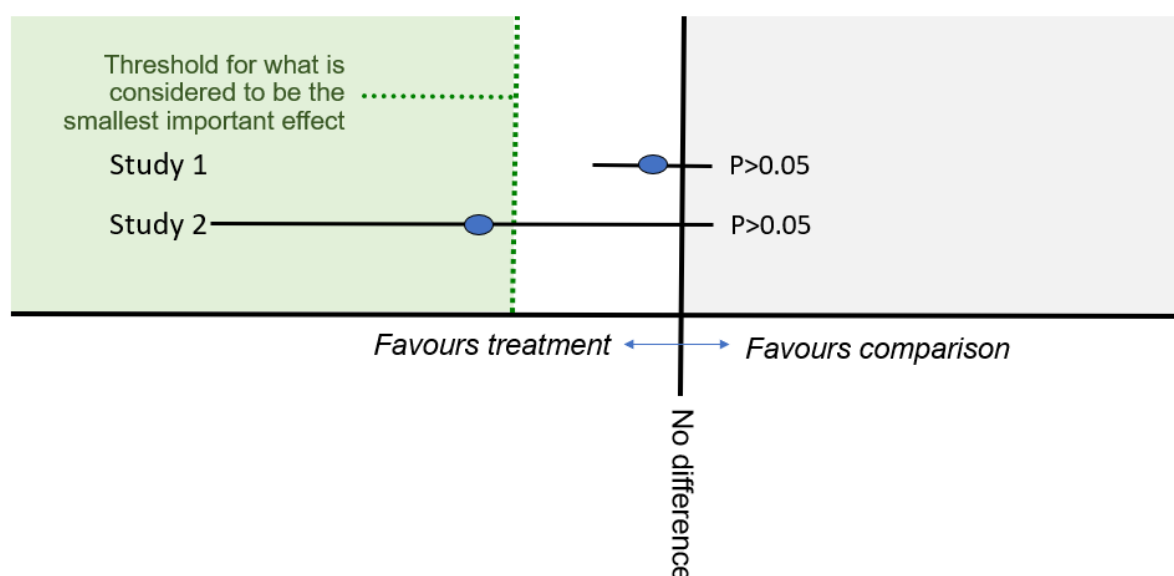 Threshold for what is
considered to be the
smallest important effect
Study 1
P>0.05
Study 2
P>0.05
Favours treatment
Favours comparison
No difference